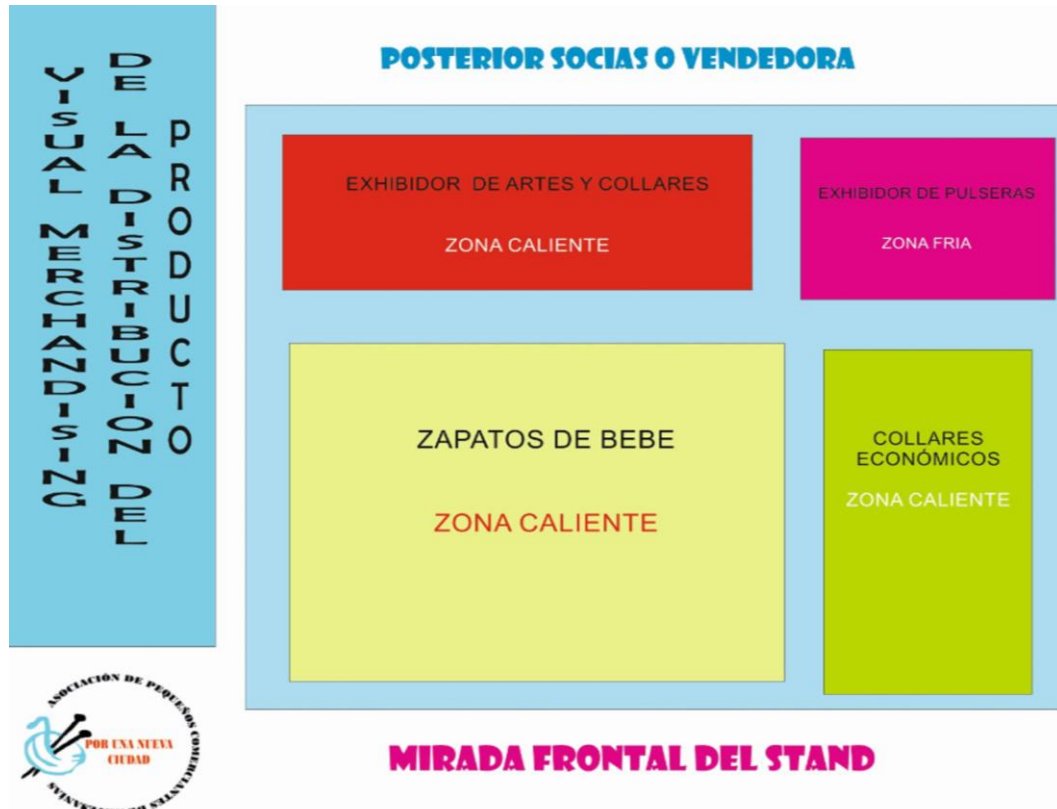 VISUAL MERCHANDISING
DE LA DISTRIBUCION DEL
PRODUCTO
POSTERIOR SOCIAS O VENDEDORA
EXHIBIDOR DE ARTES Y COLLARES
ZONA CALIENTE
EXHIBIDOR DE PULSERAS
ZONA FRIA
ZAPATOS DE BEBE
ZONA CALIENTE
COLLARES
ECONÓMICOS
ZONA CALIENTE
MIRADA FRONTAL DEL STAND
ASOCIACIÓN DE PEQUEÑOS COMERCIANTES DE
POR UNA NUEVA
CIUDAD